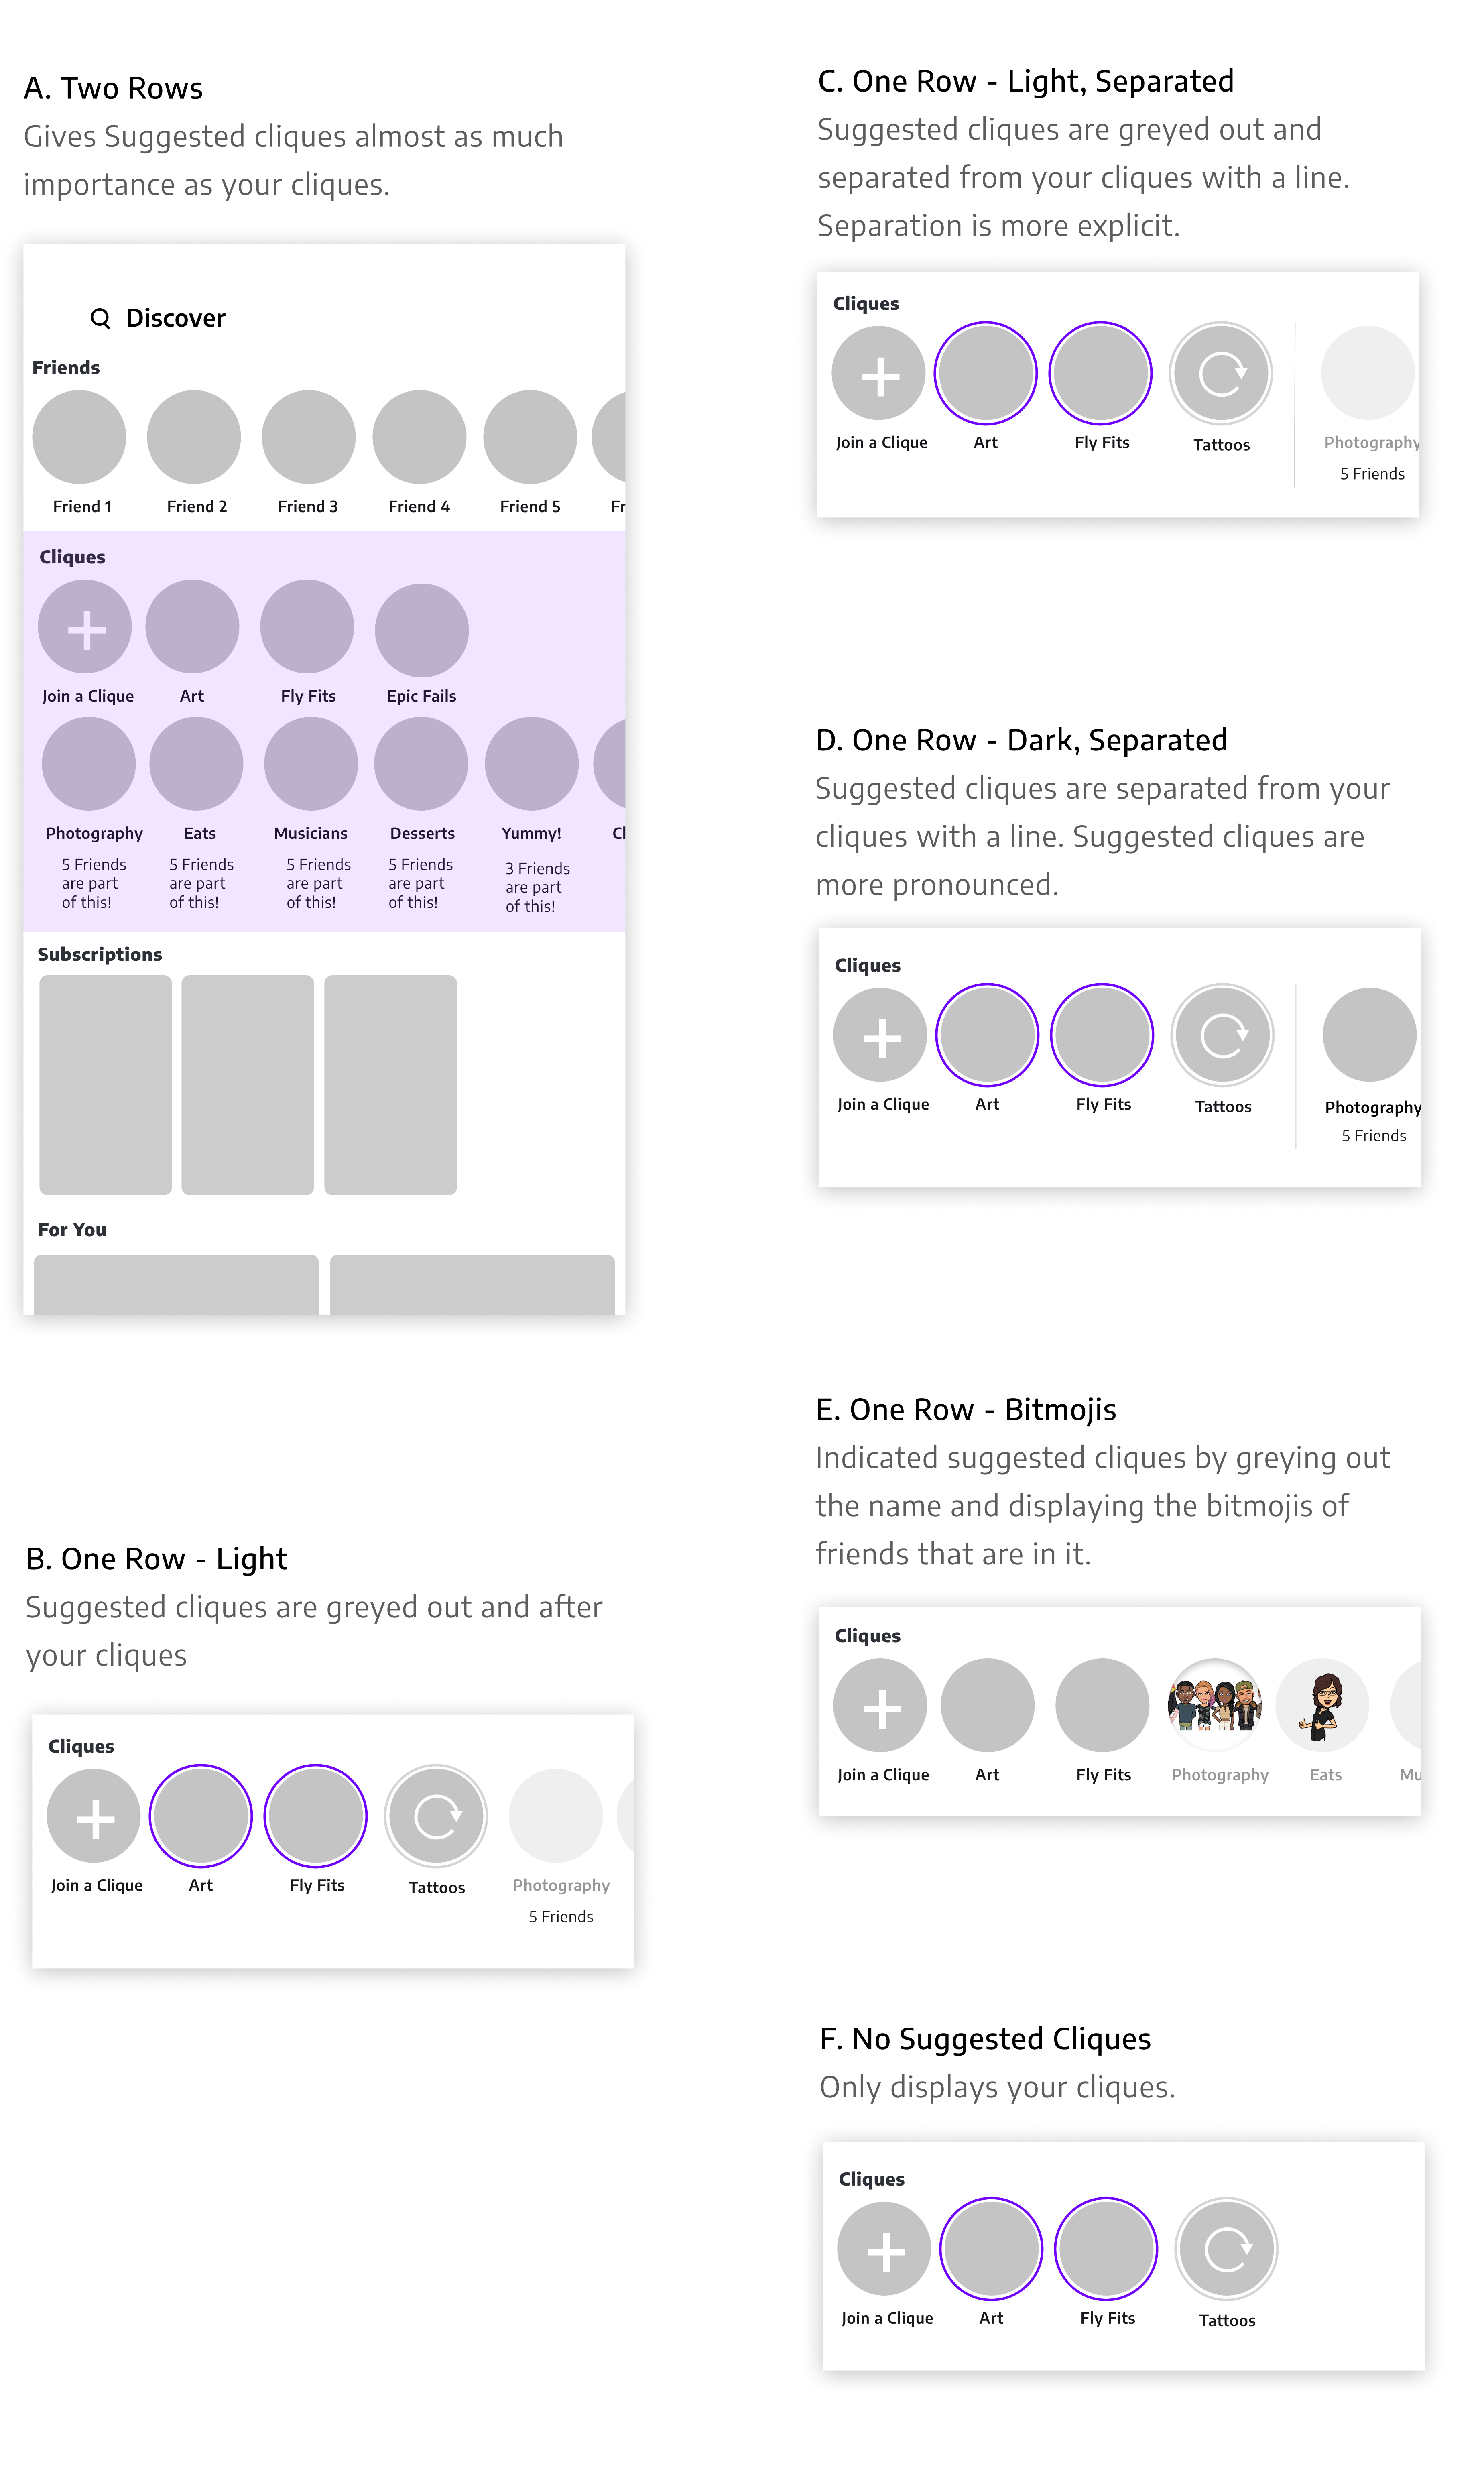 A. Two Rows
Gives Suggested cliques almost as much
importance as your cliques.
Discover
Friends
Friend 1 Friend 2 Friend 3 Friend 4 Friend 5 Fr
Cliques
Join a Clique Art Fly Fits Epic Fails
Photography Eats Musicians Desserts Yummy! Cl
5 Friends 5 Friends 5 Friends 5 Friends 3 Friends
are part are part are part are part are part
of this! of this! of this! of this! of this!
Subscriptions
For You
B. One Row - Light
Suggested cliques are greyed out and after
your cliques
Cliques
Join a Clique Art Fly Fits Tattoos Photography
5 Friends
C. One Row - Light, Separated
Suggested cliques are greyed out and
separated from your cliques with a line.
Separation is more explicit.
Cliques
Join a Clique Art Fly Fits Tattoos Photography
5 Friends
D. One Row - Dark, Separated
Suggested cliques are separated from your
cliques with a line. Suggested cliques are
more pronounced.
Cliques
Join a Clique Art Fly Fits Tattoos Photography
5 Friends
E. One Row - Bitmojis
Indicated suggested cliques by greying out
the name and displaying the bitmojis of
friends that are in it.
Cliques
Join a Clique Art Fly Fits Photography Eats Mu
F. No Suggested Cliques
Only displays your cliques.
Cliques
Join a Clique Art Fly Fits Tattoos